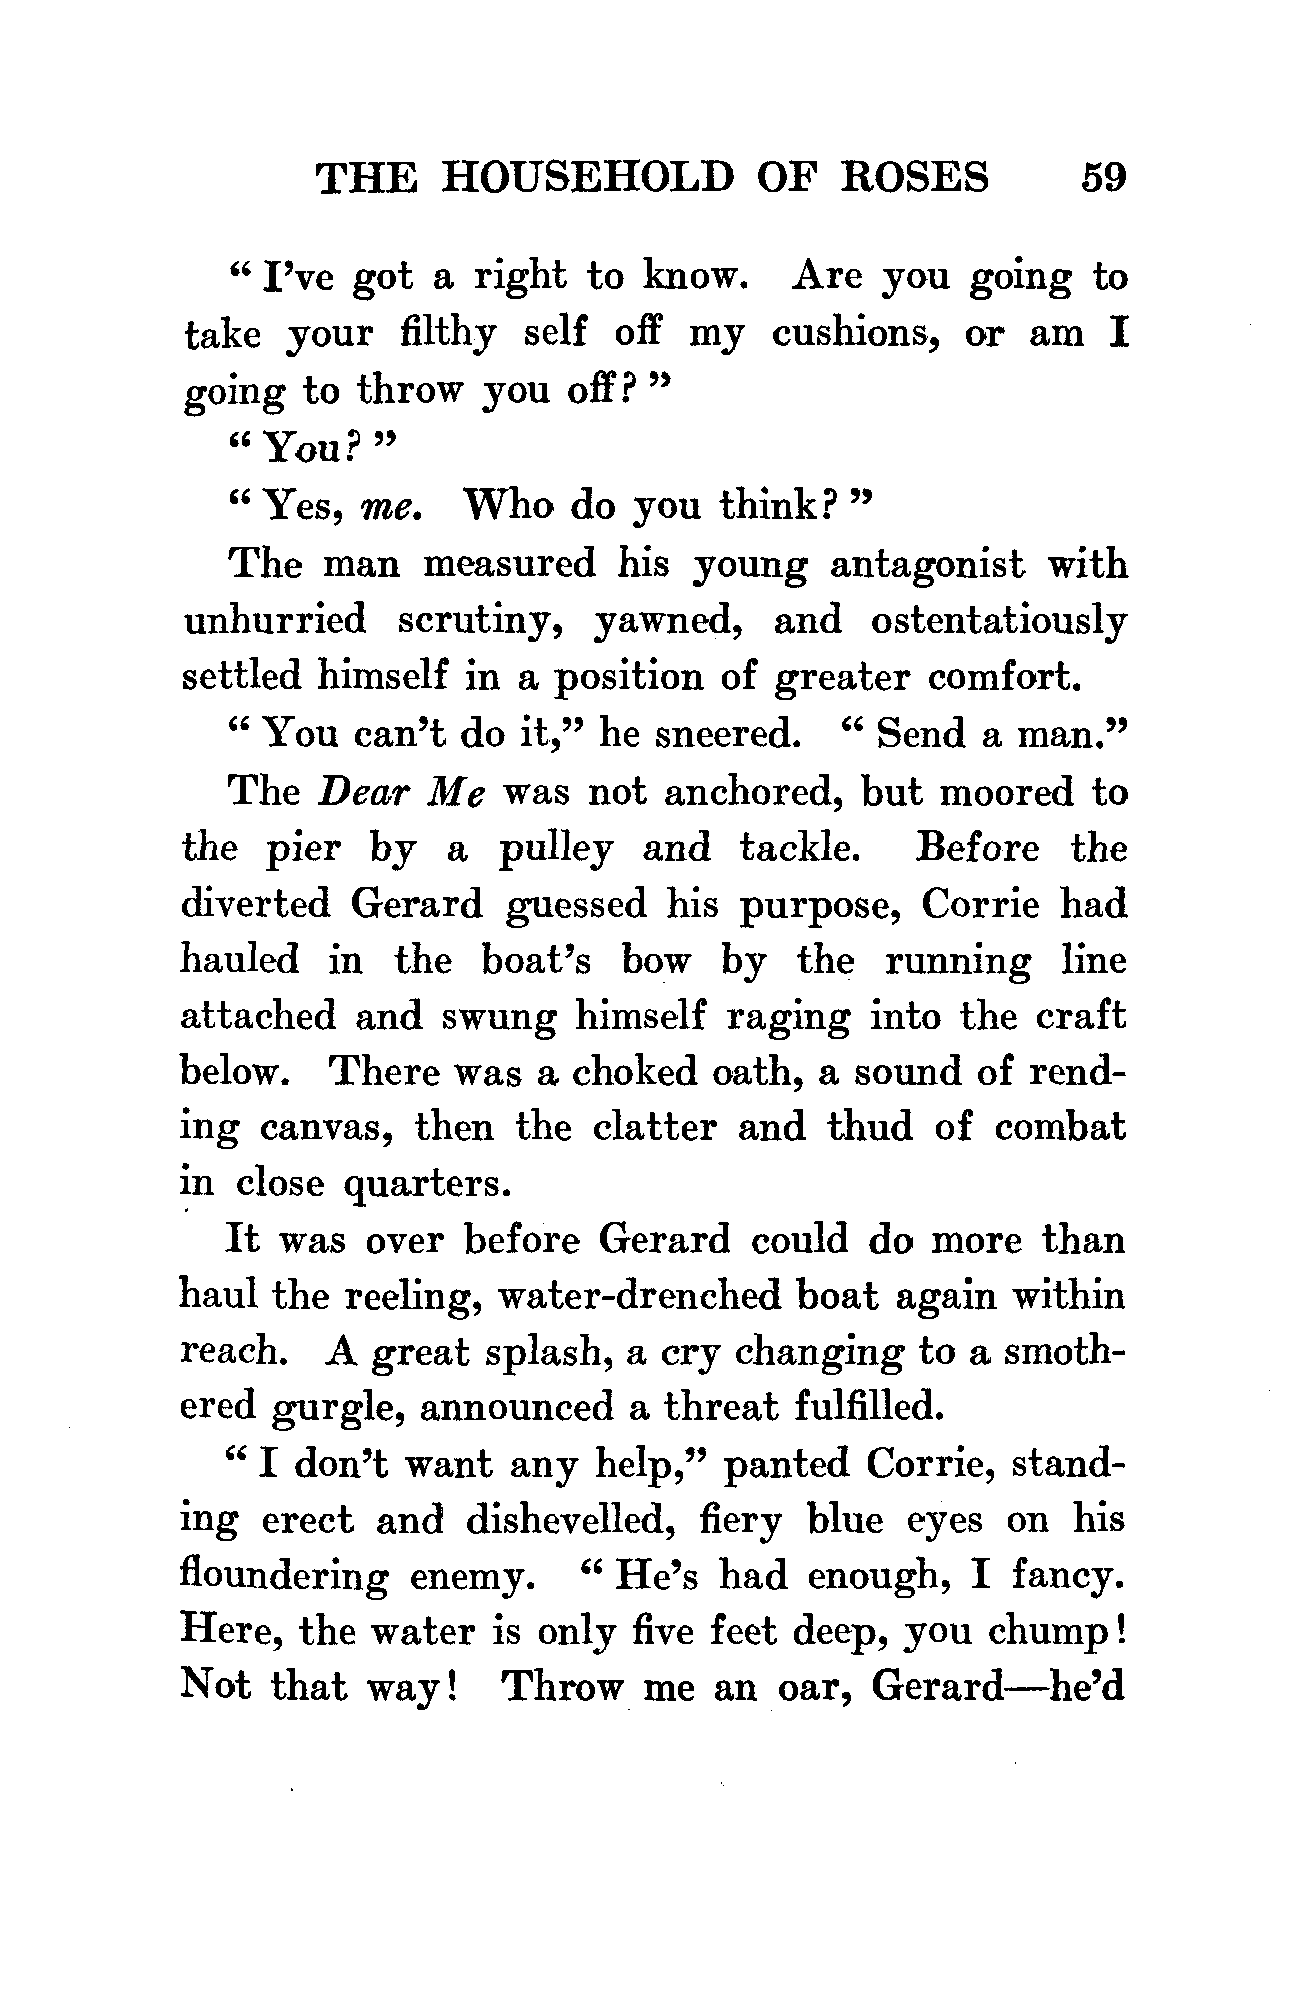 THE HOUSEHOLD OF ROSES 59
" I've got a right to know. Are you going to
take your filthy self off my cushions, or am I
going to throw you off? "
" You? "
" Yes, me. Who do you think? "
The man measured his young antagonist with
unhurried scrutiny, yawned, and ostentatiously
settled himself in a position of greater comfort.
" You can't do it," he sneered. " Send a man."
The Dear Me was not anchored, but moored to
the pier by a pulley and tackle. Before the
diverted Gerard guessed his purpose, Corrie had
hauled in the boat's bow by the running line
attached and swung himself raging into the craft
below. There was a choked oath, a sound of rend-
ing canvas, then the clatter and thud of combat
in close quarters.
It was over before Gerard could do more than
haul the reeling, water-drenched boat again within
reach. A great splash, a cry changing to a smoth-
ered gurgle, announced a threat fulfilled.
" I don't want any help," panted Corrie, stand-
ing erect and dishevelled, fiery blue eyes on his
floundering enemy. " He's had enough, I fancy.
Here, the water is only five feet deep, you chump!
Not that way! Throw me an oar, Gerard—he'd